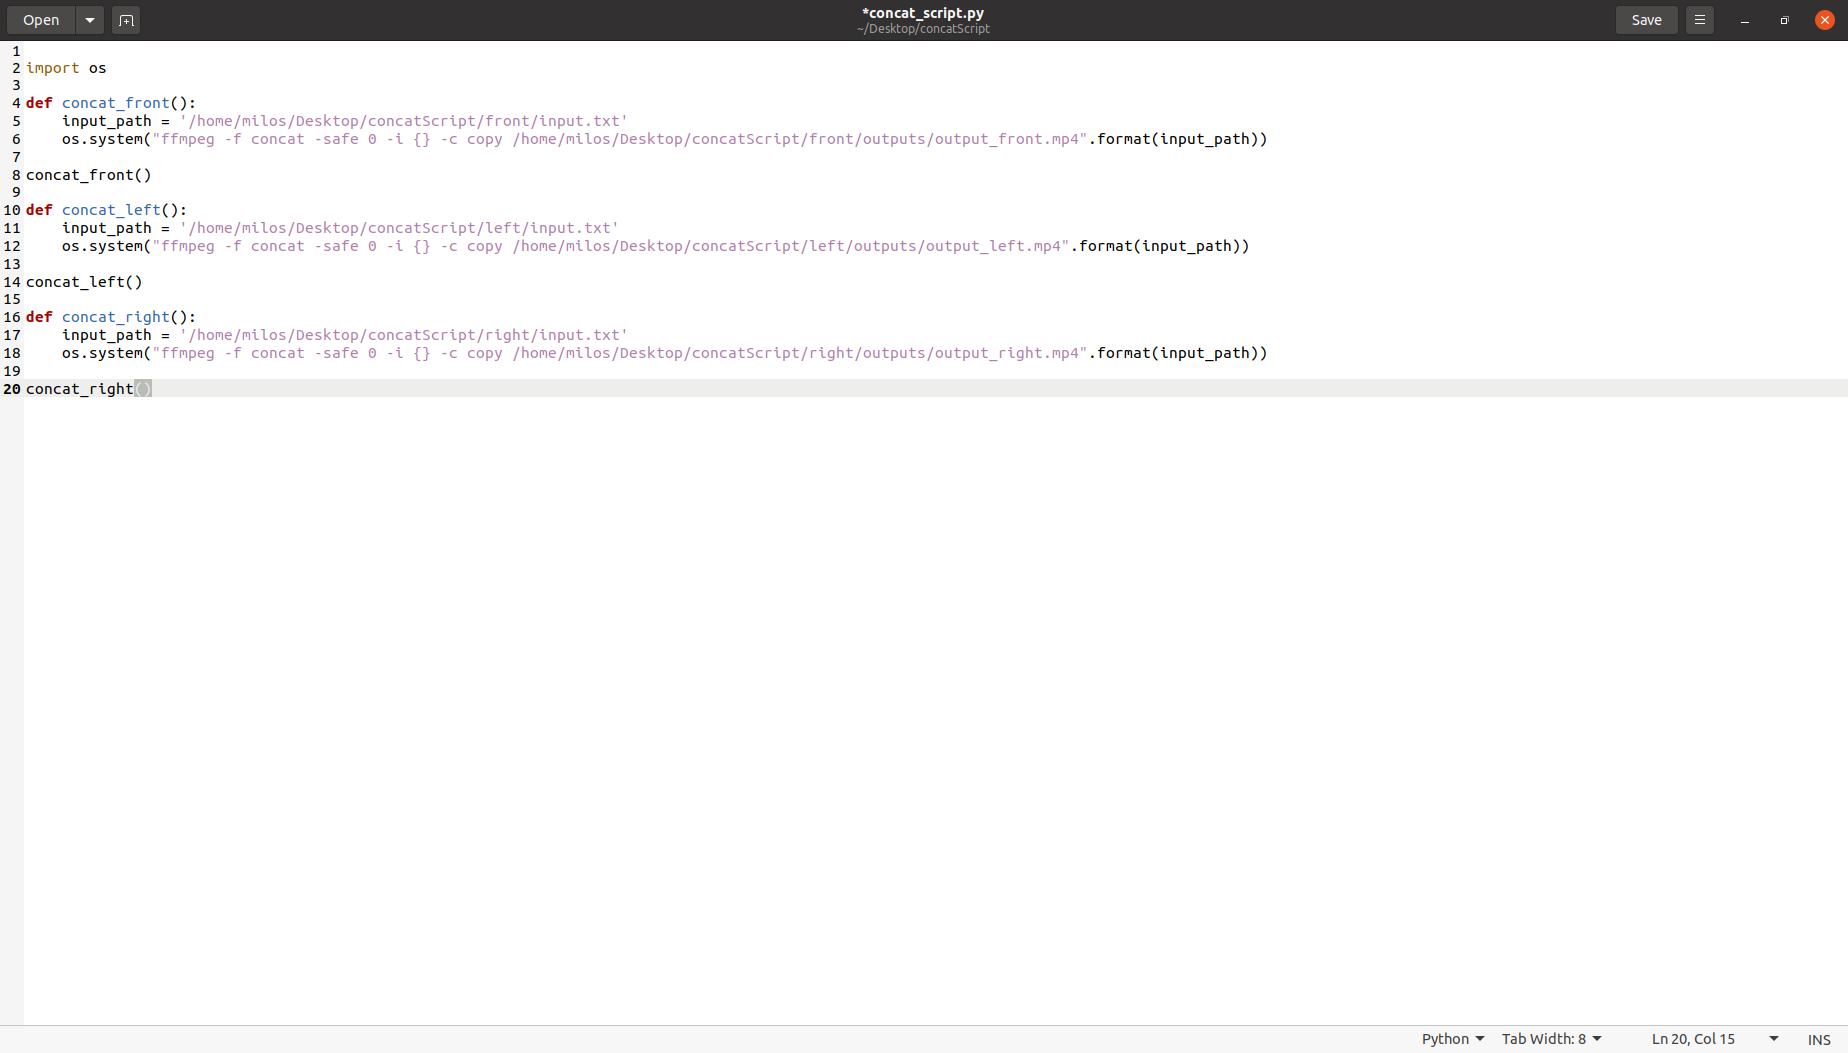 Open
*concat_script.py
~/Desktop/concatScript
Save
1
2 import os
3
4 def concat_front():
5     input_path = '/home/milos/Desktop/concatScript/front/input.txt'
6     os.system("ffmpeg -f concat -safe 0 -i {} -c copy /home/milos/Desktop/concatScript/front/outputs/output_front.mp4".format(input_path))
7
8 concat_front()
9
10 def concat_left():
11     input_path = '/home/milos/Desktop/concatScript/left/input.txt'
12     os.system("ffmpeg -f concat -safe 0 -i {} -c copy /home/milos/Desktop/concatScript/left/outputs/output_left.mp4".format(input_path))
13
14 concat_left()
15
16 def concat_right():
17     input_path = '/home/milos/Desktop/concatScript/right/input.txt'
18     os.system("ffmpeg -f concat -safe 0 -i {} -c copy /home/milos/Desktop/concatScript/right/outputs/output_right.mp4".format(input_path))
19
20 concat_right()
Python Tab Width: 8 Ln 20, Col 15 INS